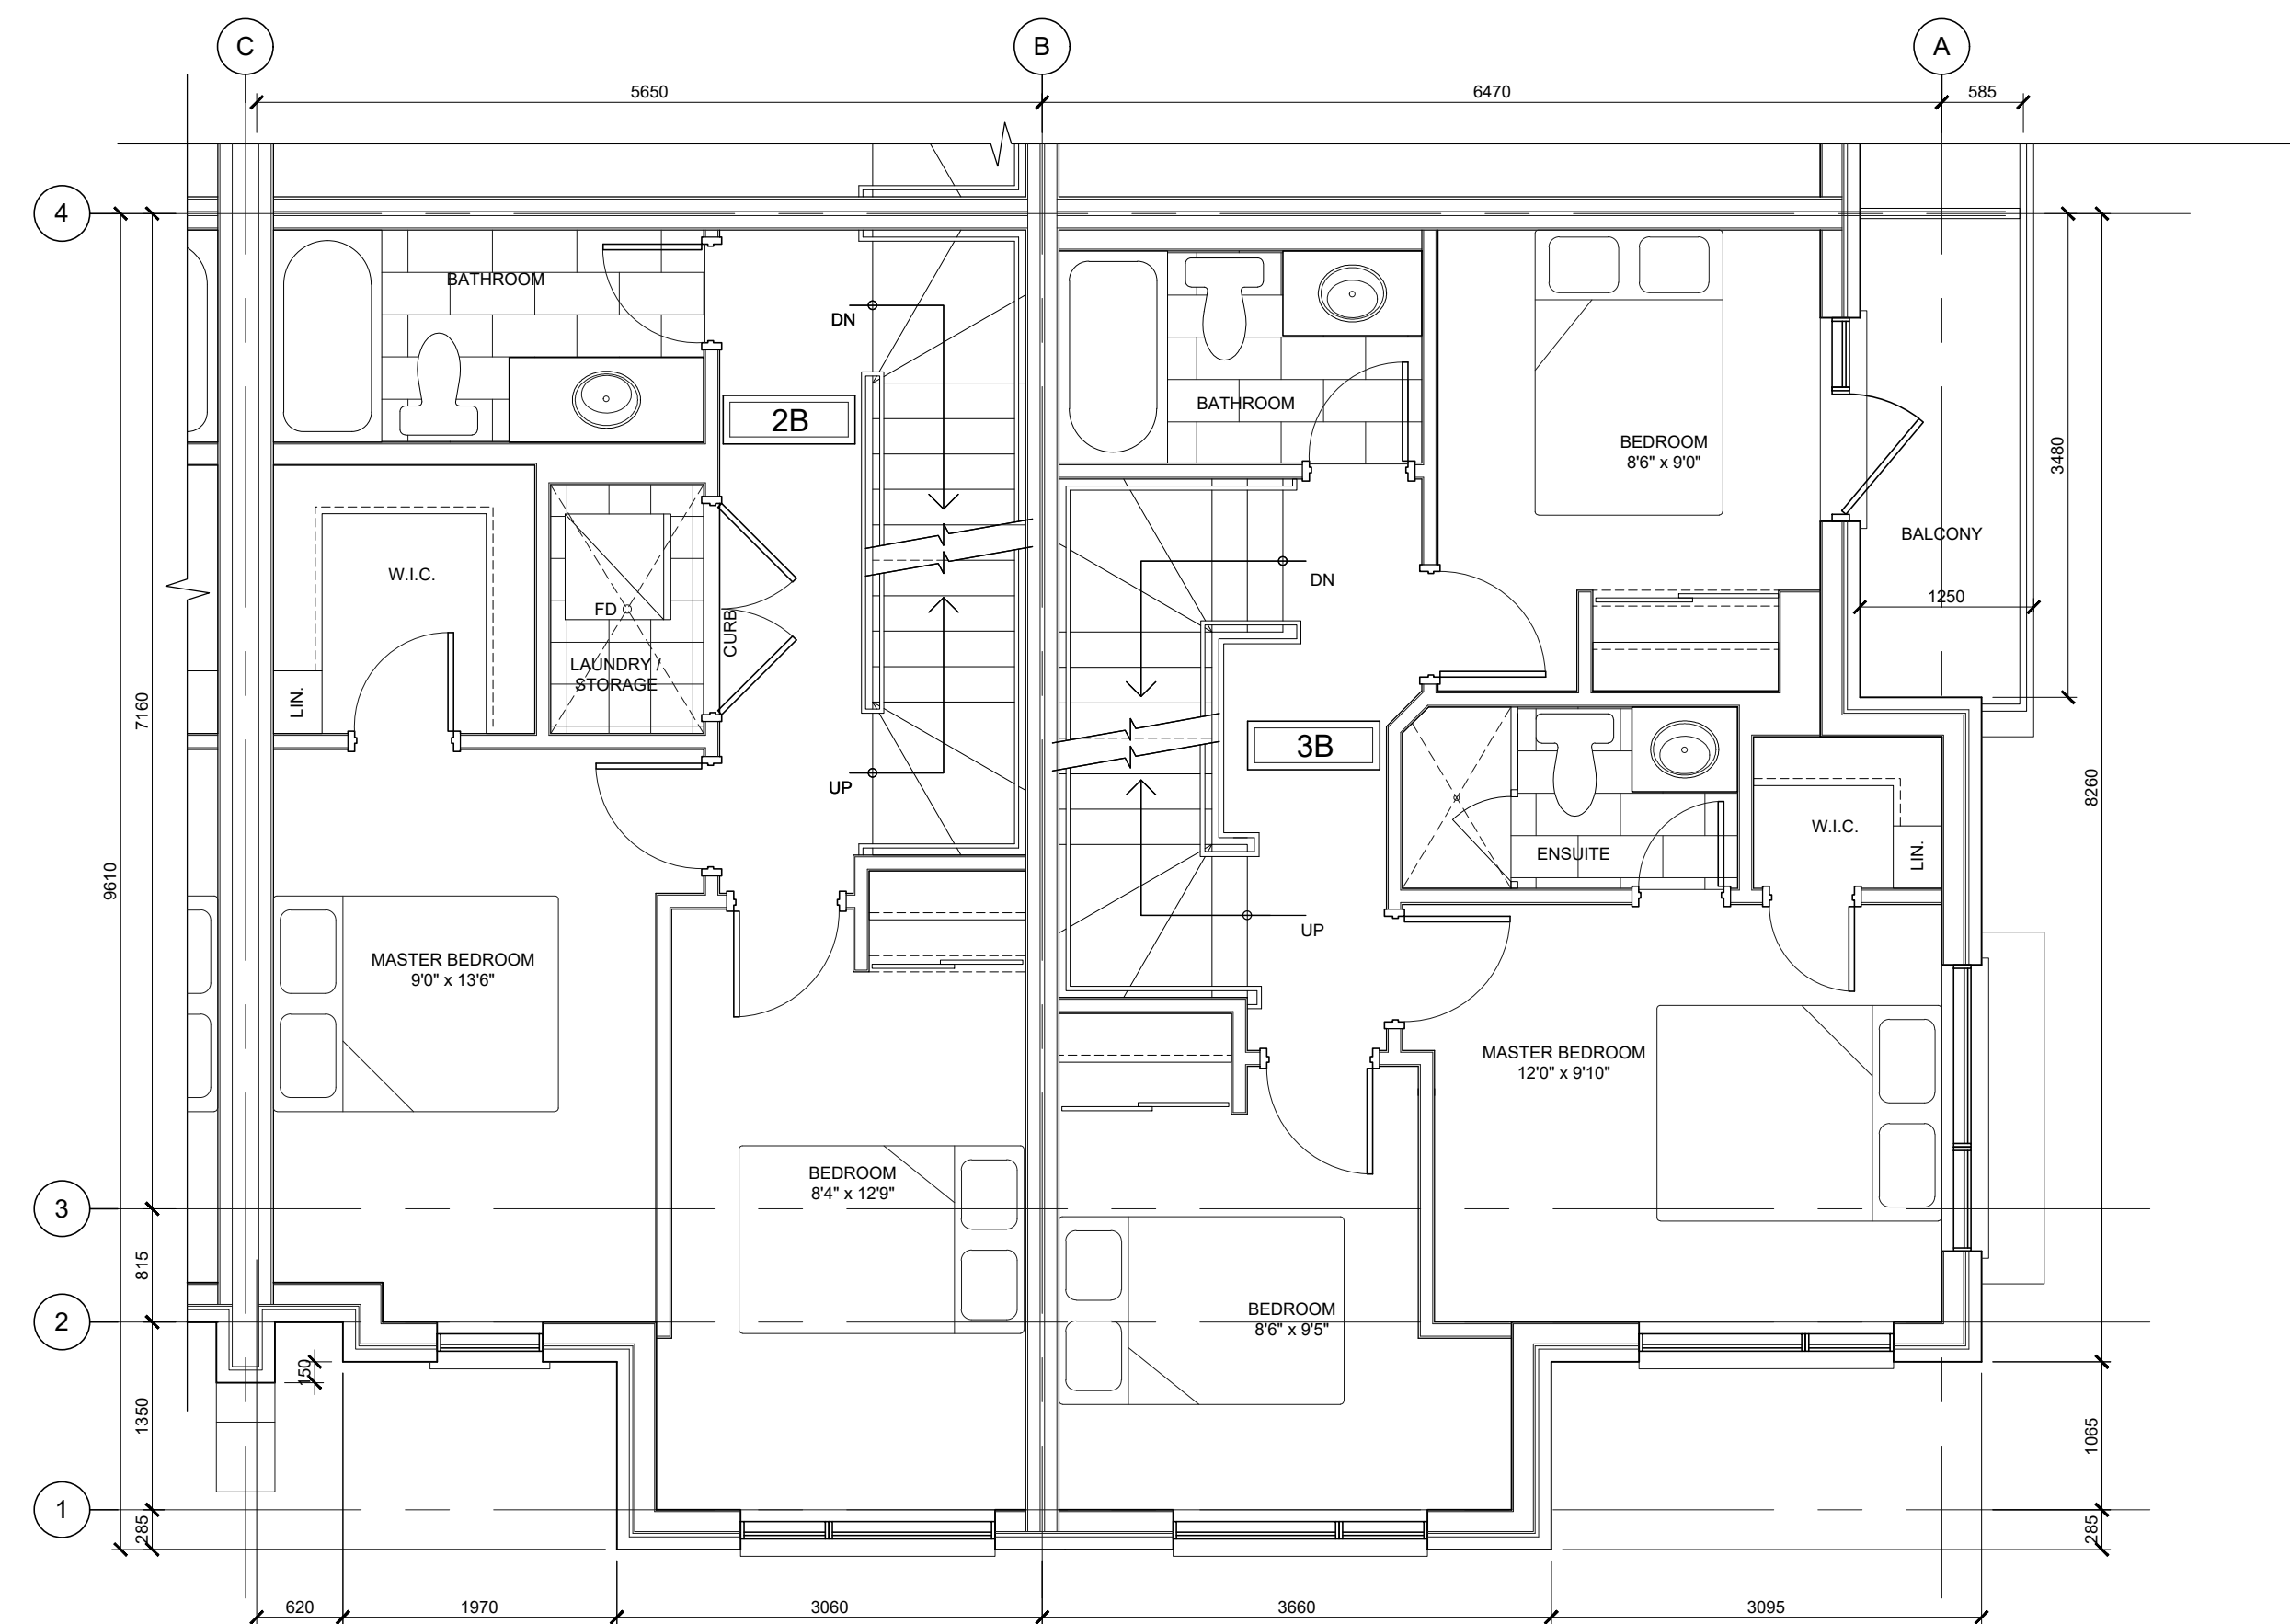 C
B
A
5650
6470
585
4
BATHROOM
DN
2B
BATHROOM
BEDROOM
8'6" x 9'0"
3480
BALCONY
W.I.C.
DN
FD
CURB
1250
LAUNDRY /
STORAGE
LIN.
7160
3B
UP
8260
W.I.C.
ENSUITE
LIN.
9610
UP
MASTER BEDROOM
9'0" x 13'6"
MASTER BEDROOM
12'0" x 9'10"
BEDROOM
8'4" x 12'9"
3
815
BEDROOM
8'6" x 9'5"
2
150
1350
1065
1
285
285
620
1970
3060
3660
3095